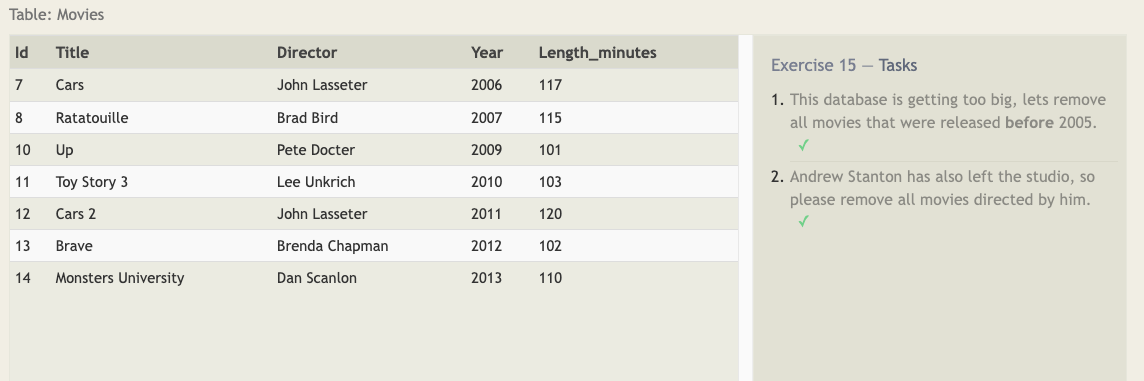 Table: Movies
Id Title Director Year Length_minutes
7 Cars John Lasseter 2006 117
8 Ratatouille Brad Bird 2007 115
10 Up Pete Docter 2009 101
11 Toy Story 3 Lee Unkrich 2010 103
12 Cars 2 John Lasseter 2011 120
13 Brave Brenda Chapman 2012 102
14 Monsters University Dan Scanlon 2013 110
Exercise 15 — Tasks
1. This database is getting too big, lets remove
all movies that were released before 2005.
✓
2. Andrew Stanton has also left the studio, so
please remove all movies directed by him.
✓